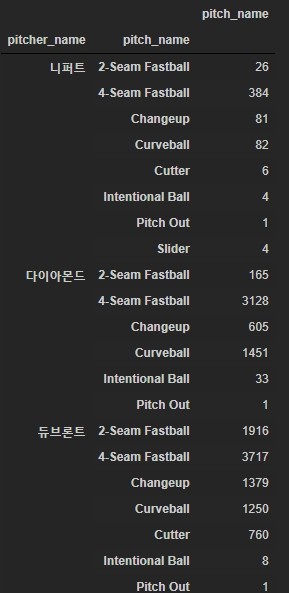 pitch_name
pitcher_name pitch_name
니퍼트 2-Seam Fastball 26
4-Seam Fastball 384
Changeup 81
Curveball 82
Cutter 6
Intentional Ball 4
Pitch Out 1
Slider 4
다이아몬드 2-Seam Fastball 165
4-Seam Fastball 3128
Changeup 605
Curveball 1451
Intentional Ball 33
Pitch Out 1
듀브론트 2-Seam Fastball 1916
4-Seam Fastball 3717
Changeup 1379
Curveball 1250
Cutter 760
Intentional Ball 8
Pitch Out 1